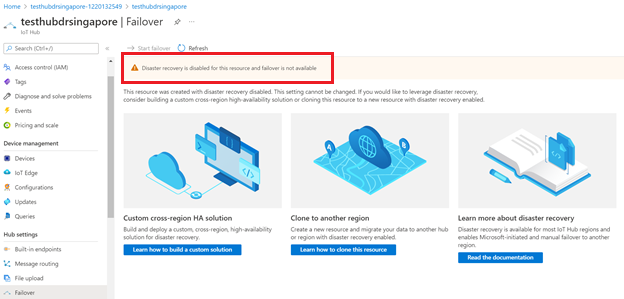 Home > testhubdrsingapore-1220132549 > testhubdrsingapore
testhubdrsingapore | Failover
IoT Hub
Search (Ctrl+/)
Access control (IAM)
Tags
Diagnose and solve problems
Events
Pricing and scale
Device management
Devices
IoT Edge
Configurations
Updates
Queries
Hub settings
Built-in endpoints
Message routing
File upload
Failover
Start failover Refresh
Disaster recovery is disabled for this resource and failover is not available
This resource was created with disaster recovery disabled. This setting cannot be changed. If you would like to leverage disaster recovery,
consider building a custom cross-region high-availability solution or cloning this resource to a new resource with disaster recovery enabled.
Custom cross-region HA solution
Build and deploy a custom, cross-region, high-availability
solution for disaster recovery.
Learn how to build a custom solution
Clone to another region
Create a new resource and migrate your data to another hub
or region with disaster recovery enabled.
Learn how to clone this resource
Learn more about disaster recovery
Disaster recovery is available for most IoT Hub regions and
enables Microsoft-initiated and manual failover to another
region.
Read the documentation